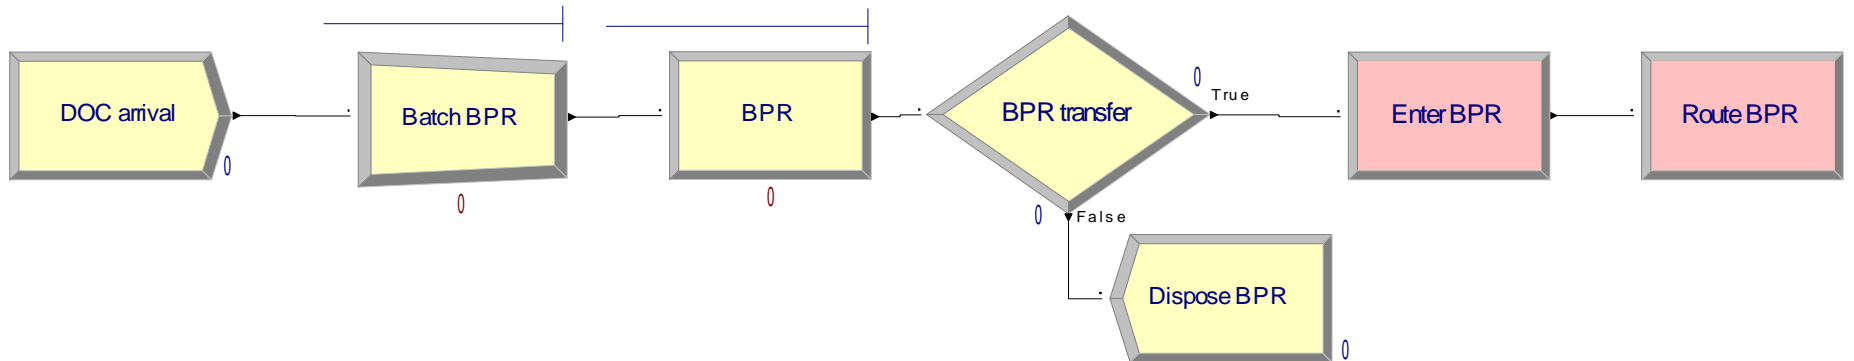 DOC arrival
0
Batch BPR
0
BPR
0
BPR transfer
0
True
0
False
Enter BPR
Route BPR
Dispose BPR
0